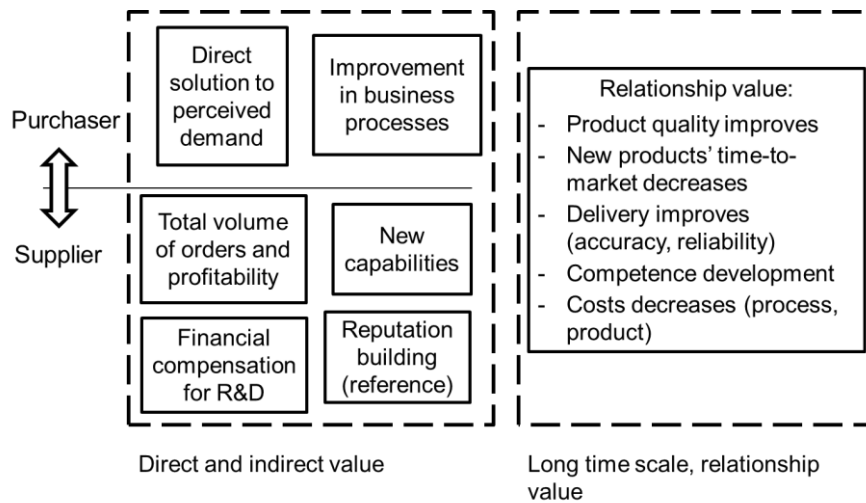 Direct
solution to
perceived
demand
Improvement
in business
processes
Purchaser
Supplier
Total volume
of orders and
profitability
New
capabilities
Financial
compensation
for R&D
Reputation
building
(reference)
Relationship value:
- Product quality improves
- New products’ time-to-
market decreases
- Delivery improves
(accuracy, reliability)
- Competence development
- Costs decreases (process,
product)
Direct and indirect value
Long time scale, relationship
value